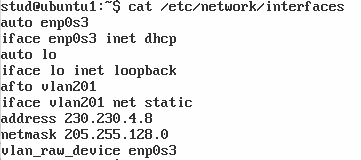 stud@ubuntu1:~$ cat /etc/network/interfaces
auto enp0s3
iface enp0s3 inet dhcp
auto lo
iface lo inet loopback
afto vlan201
iface vlan201 net static
address 230.230.4.8
netmask 205.255.128.0
vlan_raw_device enp0s3